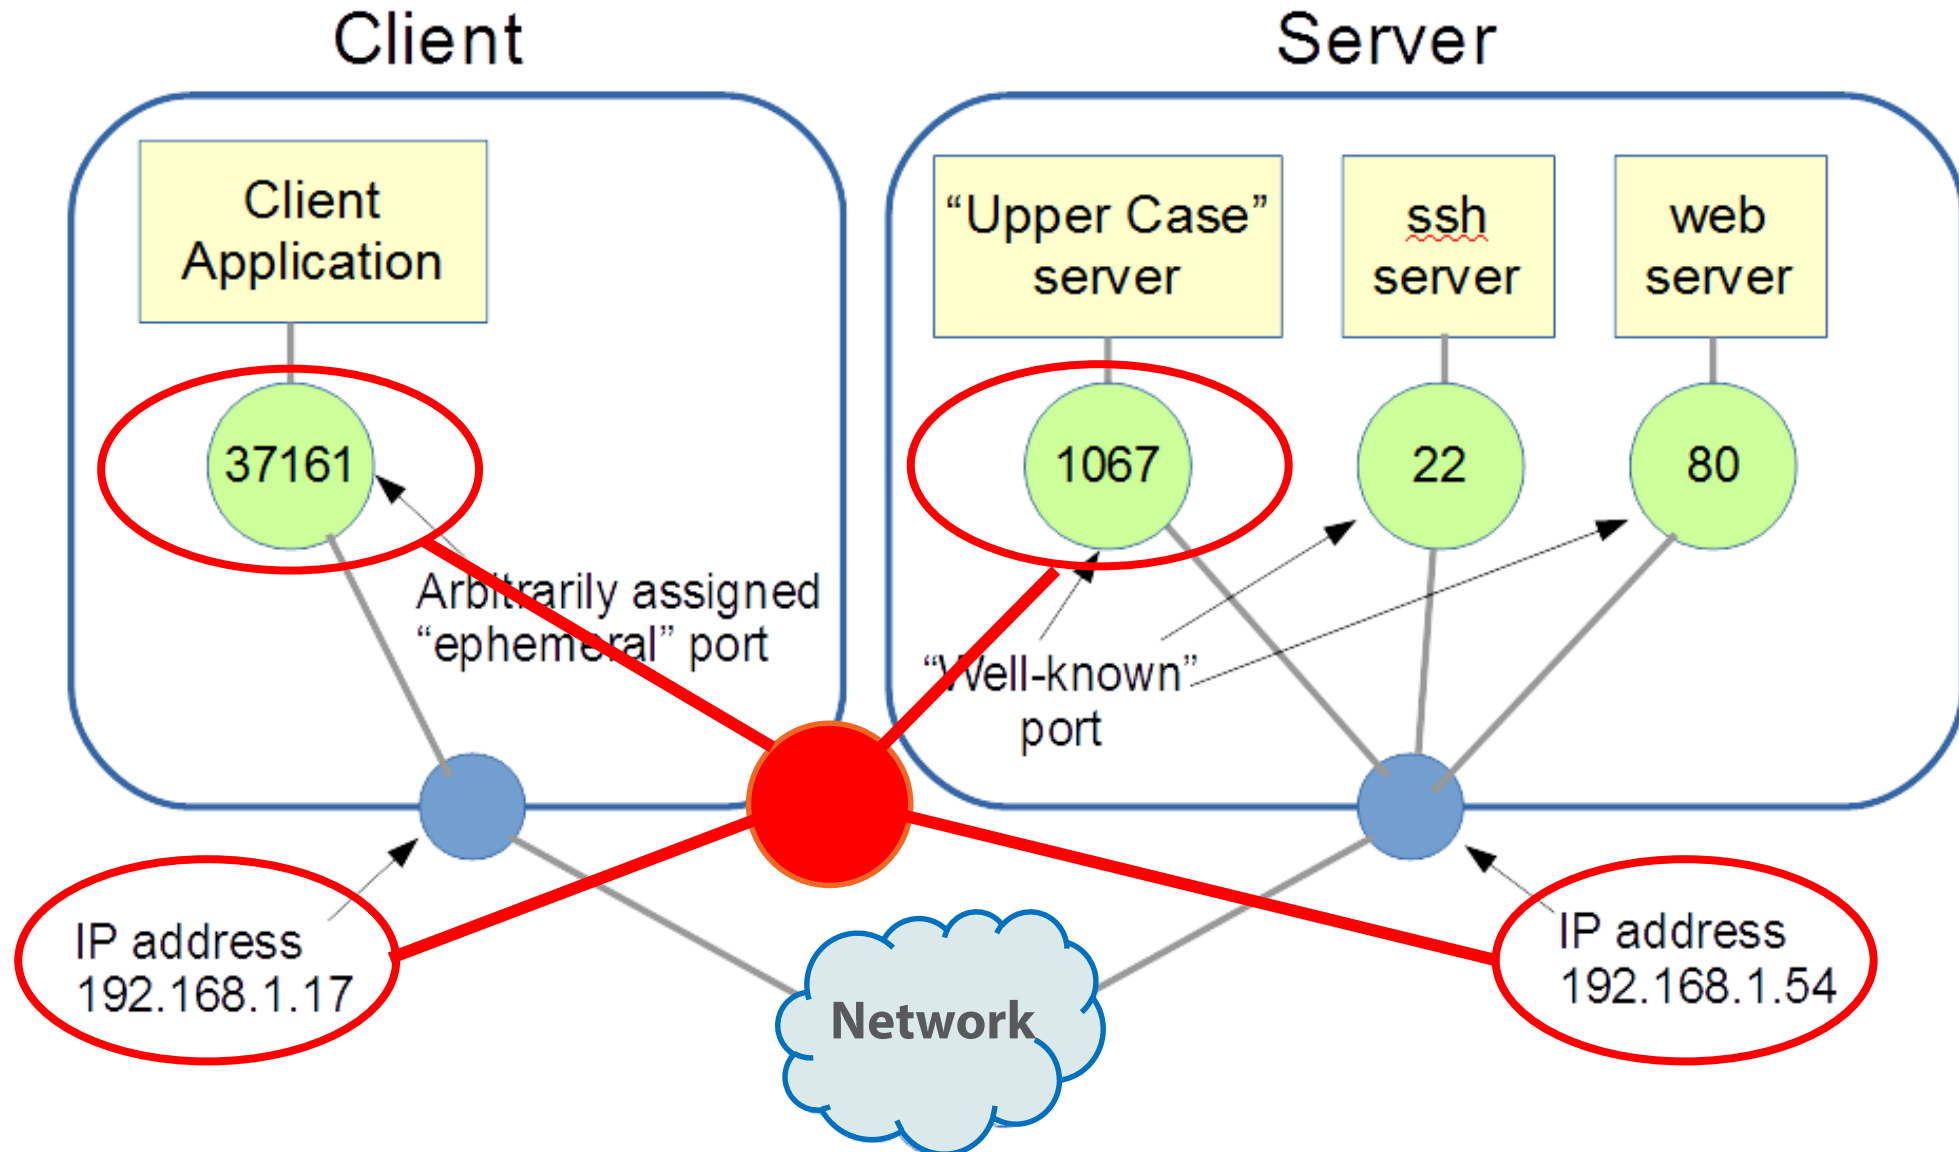 Client
Server
Client
Application
“Upper Case”
server
ssh
server
web
server
37161
1067
22
80
Arbitrarily assigned
“ephemeral” port
“Well-known”
port
IP address
192.168.1.17
IP address
192.168.1.54
Network